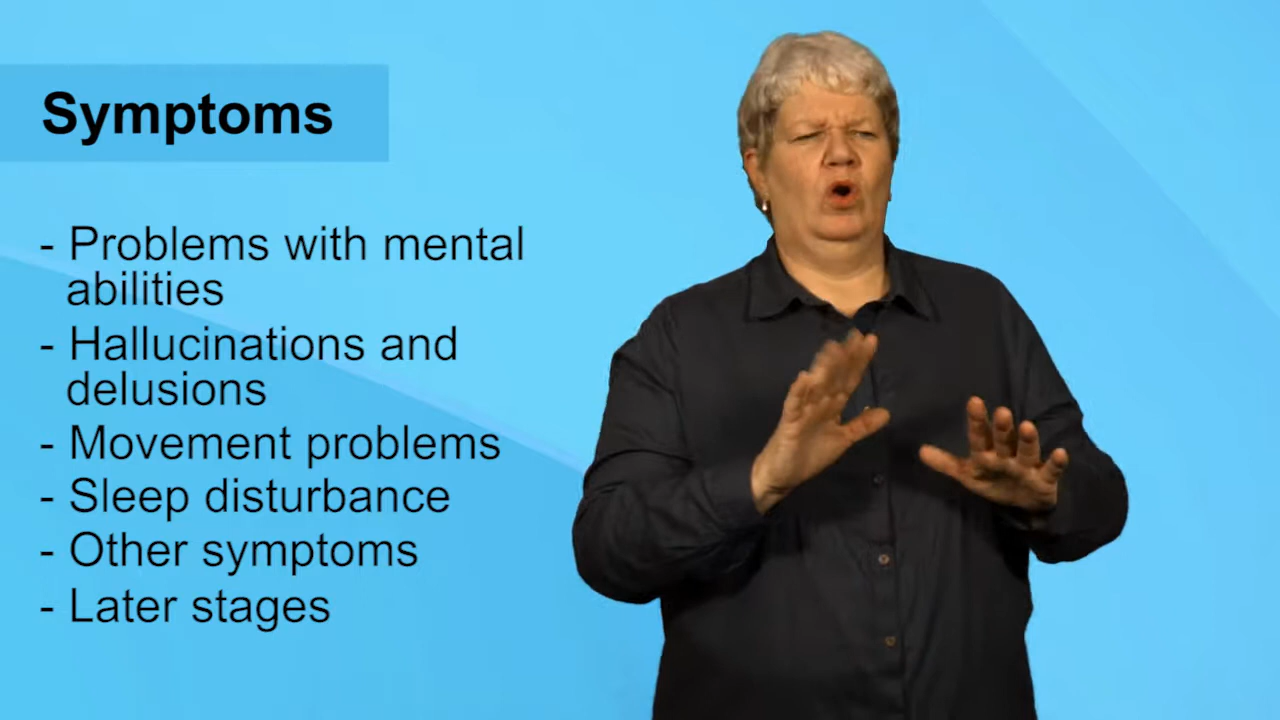 Symptoms
- Problems with mental
abilities
- Hallucinations and
delusions
- Movement problems
- Sleep disturbance
- Other symptoms
- Later stages